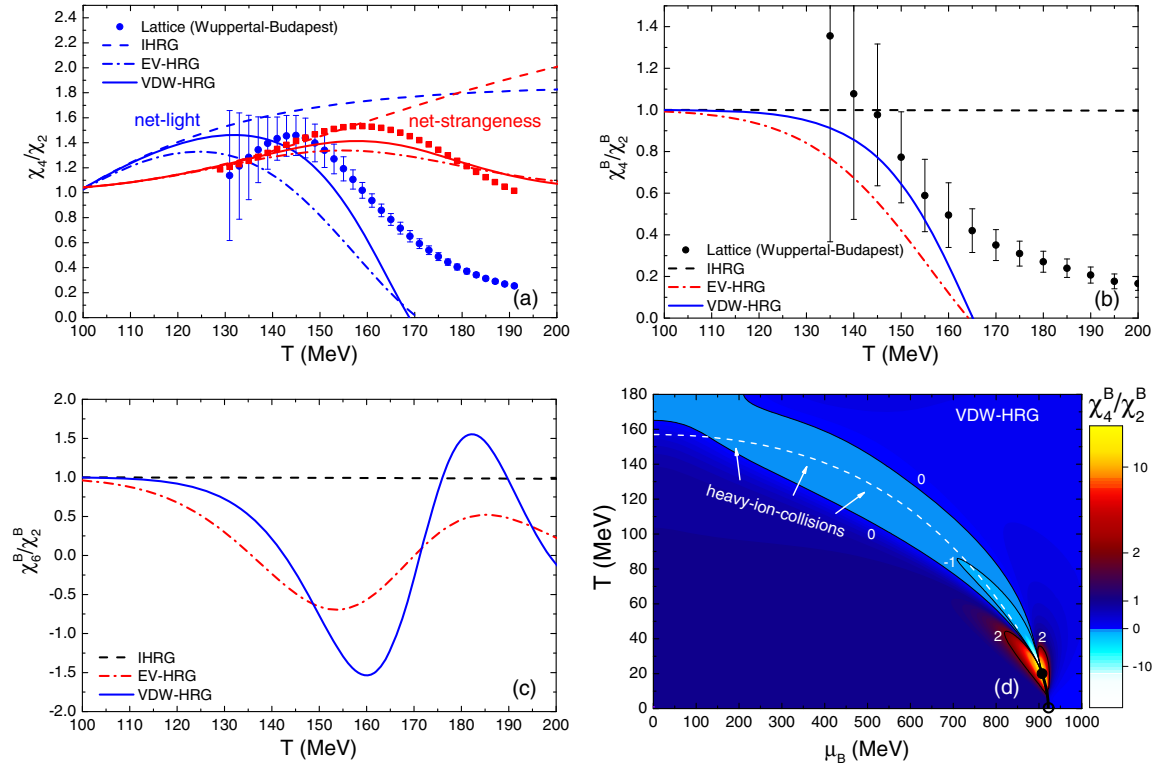 2.4
2.2
2.0
1.8
1.6
1.4
1.2
1.0
0.8
0.6
0.4
0.2
0.0
χ4/χ2
Lattice (Wuppertal-Budapest)
IHRG
EV-HRG
VDW-HRG
net-light
net-strangeness
(a)
100 110 120 130 140 150 160 170 180 190 200
T (MeV)
1.4
1.2
1.0
0.8
0.6
0.4
0.2
0.0
χ4^B/χ2^B
Lattice (Wuppertal-Budapest)
IHRG
EV-HRG
VDW-HRG
(b)
100 110 120 130 140 150 160 170 180 190 200
T (MeV)
2.0
1.5
1.0
0.5
0.0
-0.5
-1.0
-1.5
-2.0
χ6^B/χ2^B
IHRG
EV-HRG
VDW-HRG
(c)
100 110 120 130 140 150 160 170 180 190 200
T (MeV)
180
160
140
120
100
80
60
40
20
0
T (MeV)
VDW-HRG
heavy-ion-collisions
0
0
-1
2
2
(d)
0 100 200 300 400 500 600 700 800 900 1000
μB (MeV)
χ4^B/χ2^B
10
2
0
-10